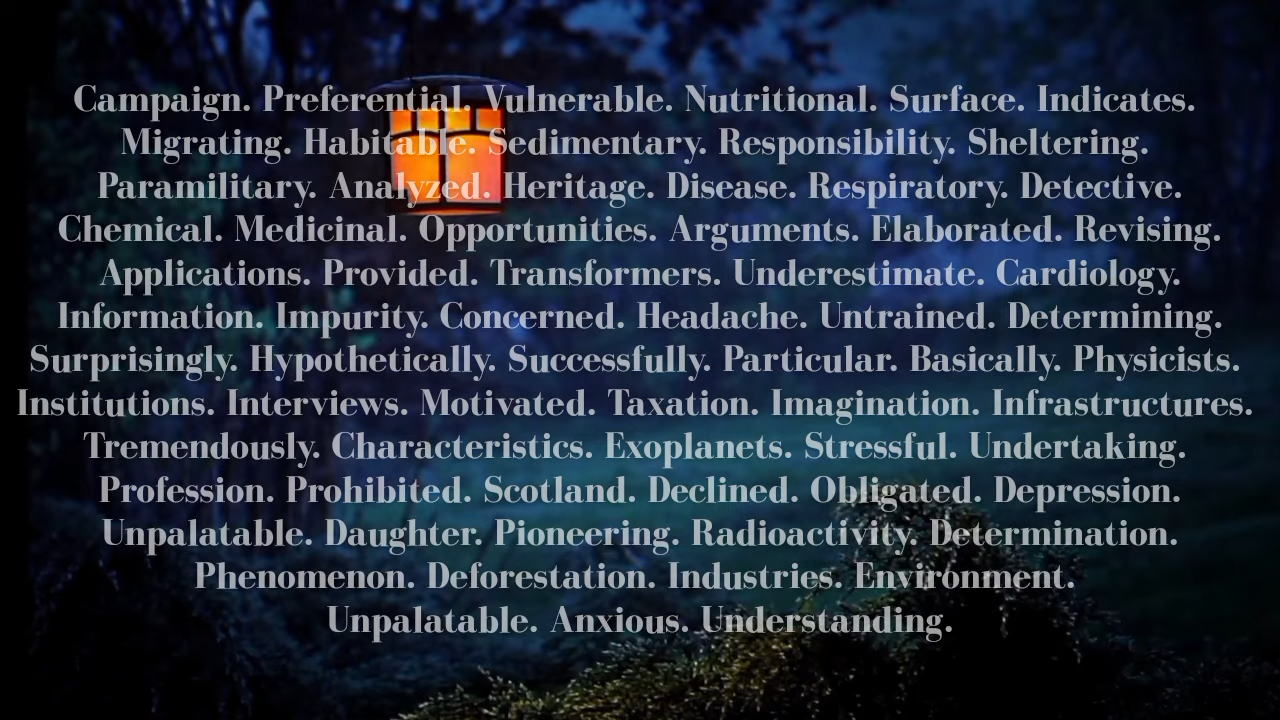 Campaign. Preferential. Vulnerable. Nutritional. Surface. Indicates.
Migrating. Habitable. Sedimentary. Responsibility. Sheltering.
Paramilitary. Analyzed. Heritage. Disease. Respiratory. Detective.
Chemical. Medicinal. Opportunities. Arguments. Elaborated. Revising.
Applications. Provided. Transformers. Underestimate. Cardiology.
Information. Impurity. Concerned. Headache. Untrained. Determining.
Surprisingly. Hypothetically. Successfully. Particular. Basically. Physicists.
Institutions. Interviews. Motivated. Taxation. Imagination. Infrastructures.
Tremendously. Characteristics. Exoplanets. Stressful. Undertaking.
Profession. Prohibited. Scotland. Declined. Obligated. Depression.
Unpalatable. Daughter. Pioneering. Radioactivity. Determination.
Phenomenon. Deforestation. Industries. Environment.
Unpalatable. Anxious. Understanding.